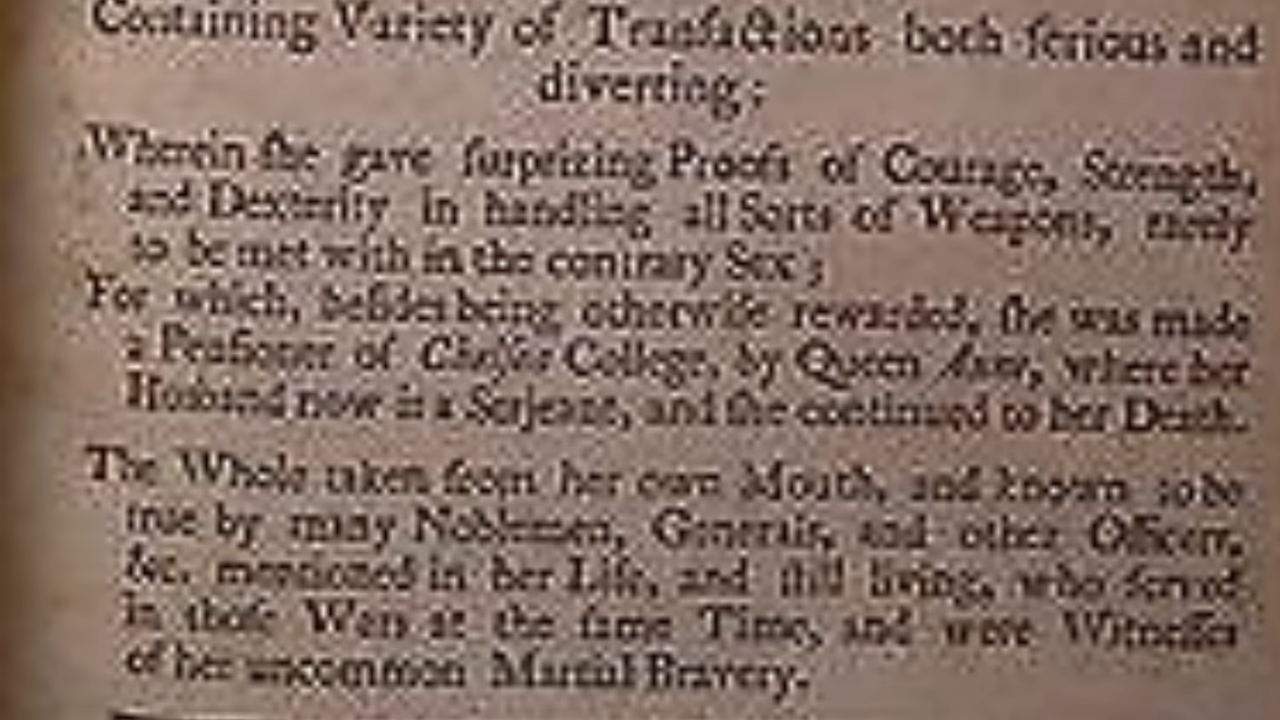 Containing Variety of Tranſactions both ſerious and
diverting;
Wherein ſhe gave ſurprizing Proofs of Courage, Strength,
and Dexterity in handling all Sorts of Weapons, rarely
to be met with in the contrary Sex;
For which, beſides being otherwiſe rewarded, ſhe was made
a Penſioner of Chelſea College, by Queen Anne, where her
Husband now is a Serjeant, and ſhe continued to her Death.
The Whole taken from her own Mouth, and known to be
true by many Noblemen, Generals, and other Officers,
&c. mentioned in her Life, and ſtill living, who ſerved
in thoſe Wars at the ſame Time, and were Witneſſes
of her uncommon Martial Bravery.